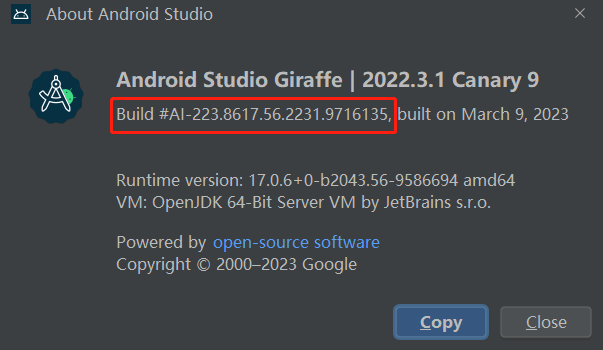 About Android Studio
Android Studio Giraffe | 2022.3.1 Canary 9
Build #AI-223.8617.56.2231.9716135, built on March 9, 2023
Runtime version: 17.0.6+0-b2043.56-9586694 amd64
VM: OpenJDK 64-Bit Server VM by JetBrains s.r.o.
Powered by open-source software
Copyright © 2000–2023 Google
Copy
Close